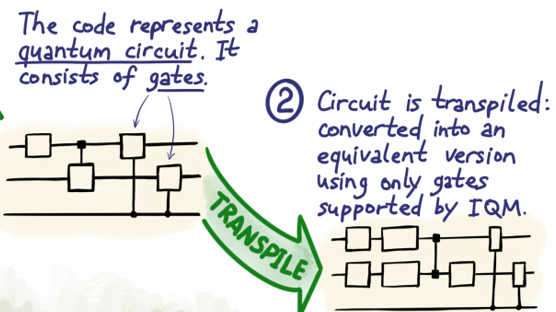 The code represents a
quantum circuit. It
consists of gates.
2
Circuit is transpiled:
converted into an
equivalent version
using only gates
supported by IQM.
TRANSPILE